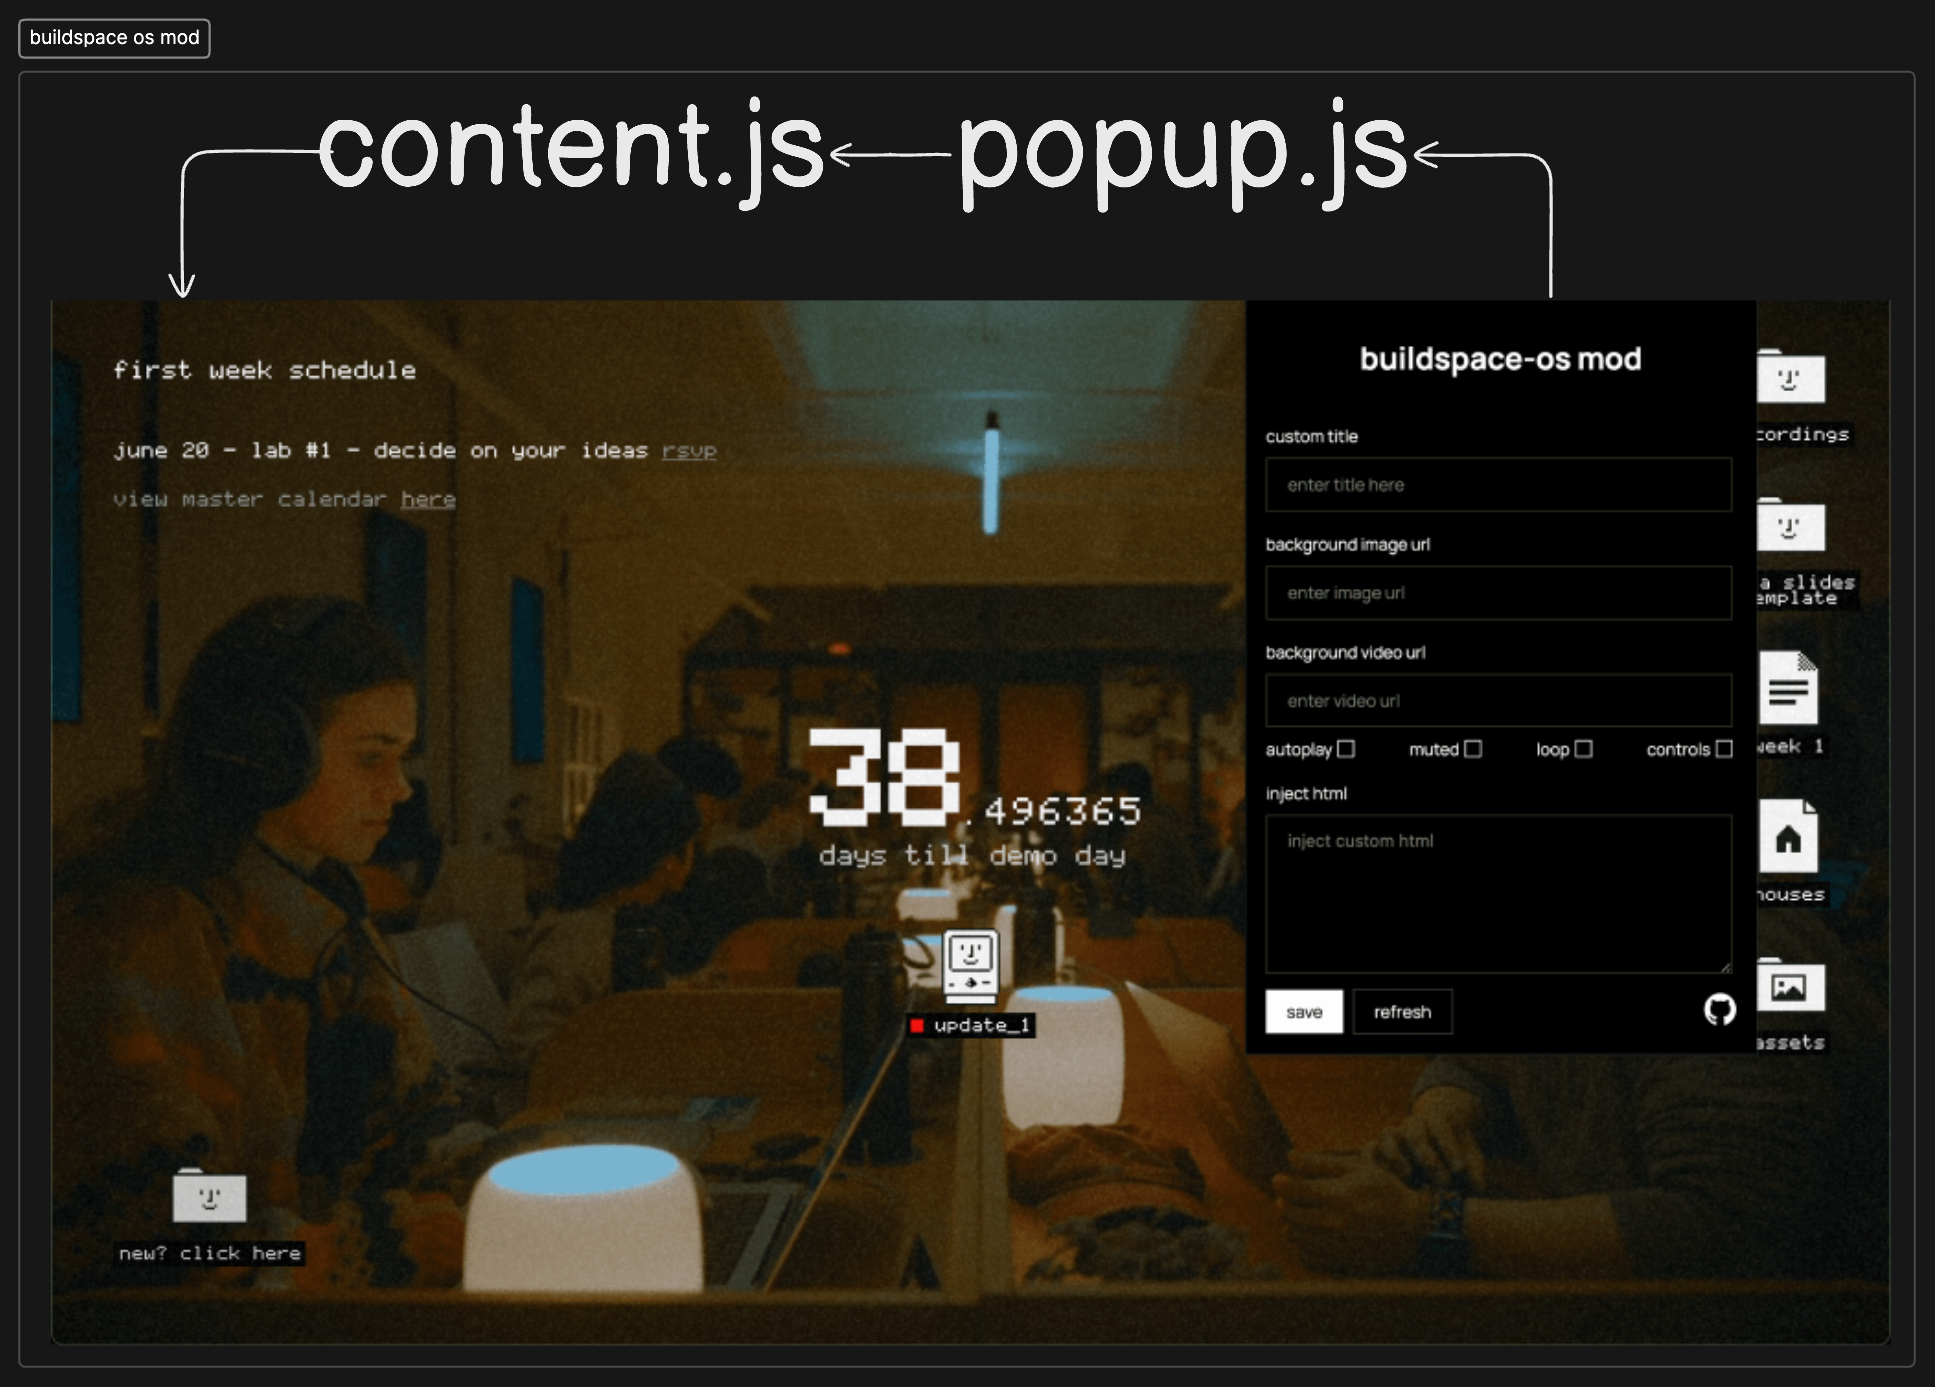 buildspace os mod
content.js
popup.js
first week schedule
june 20 - lab #1 - decide on your ideas rsvp
view master calendar here
38.496365
days till demo day
update_1
new? click here
buildspace-os mod
custom title
enter title here
background image url
enter image url
background video url
enter video url
autoplay muted loop controls
inject html
inject custom html
save refresh
cordings
a slides
emplate
week 1
houses
assets